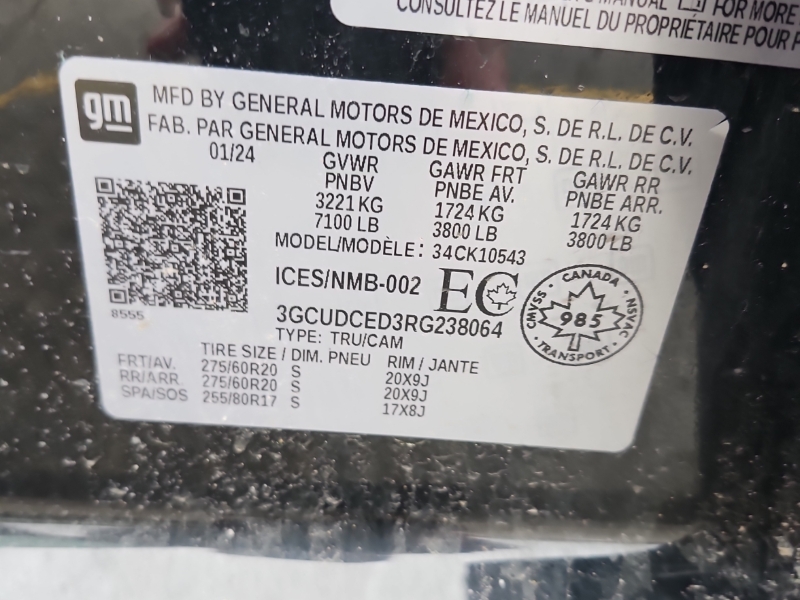 MANUAL FOR MORE
CONSULTEZ LE MANUEL DU PROPRIÉTAIRE POUR
gm
MFD BY GENERAL MOTORS DE MEXICO, S. DE R.L. DE C.V.
FAB. PAR GENERAL MOTORS DE MEXICO, S. DE R.L. DE C.V.
01/24 GVWR GAWR FRT GAWR RR
PNBV PNBE AV. PNBE ARR.
3221 KG 1724 KG 1724 KG
7100 LB 3800 LB 3800 LB
MODEL/MODÈLE: 34CK10543
ICES/NMB-002 EC
CANADA
CMVSS 985 NSVAC
TRANSPORT
8555
3GCUDCED3RG238064
TYPE: TRU/CAM
TIRE SIZE / DIM. PNEU RIM / JANTE
FRT/AV. 275/60R20 S 20X9J
RR/ARR. 275/60R20 S 20X9J
SPA/SOS 255/80R17 S 17X8J